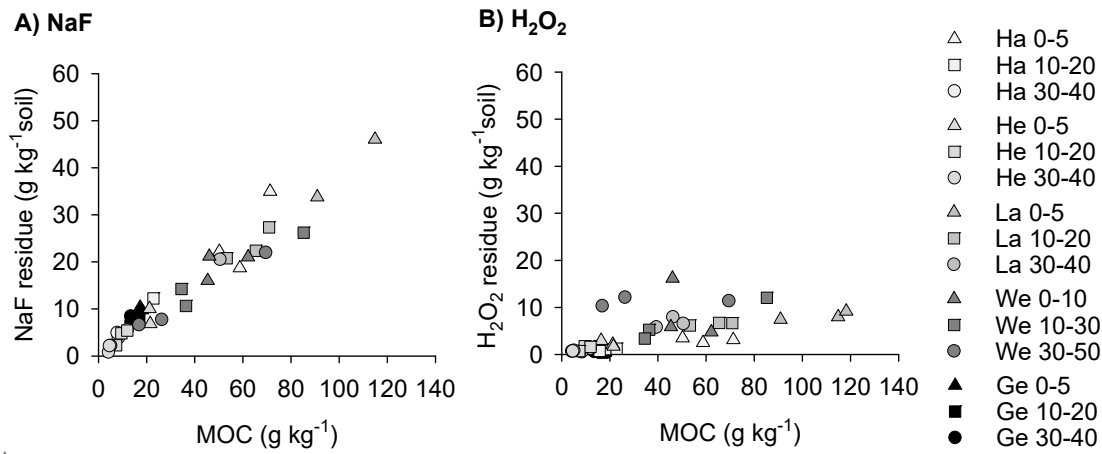 A) NaF
NaF residue (g kg⁻¹soil)
60
50
40
30
20
10
0
0 20 40 60 80 100 120 140
MOC (g kg⁻¹)
B) H₂O₂
H₂O₂ residue (g kg⁻¹soil)
60
50
40
30
20
10
0
0 20 40 60 80 100 120 140
MOC (g kg⁻¹)
Ha 0-5
Ha 10-20
Ha 30-40
He 0-5
He 10-20
He 30-40
La 0-5
La 10-20
La 30-40
We 0-10
We 10-30
We 30-50
Ge 0-5
Ge 10-20
Ge 30-40